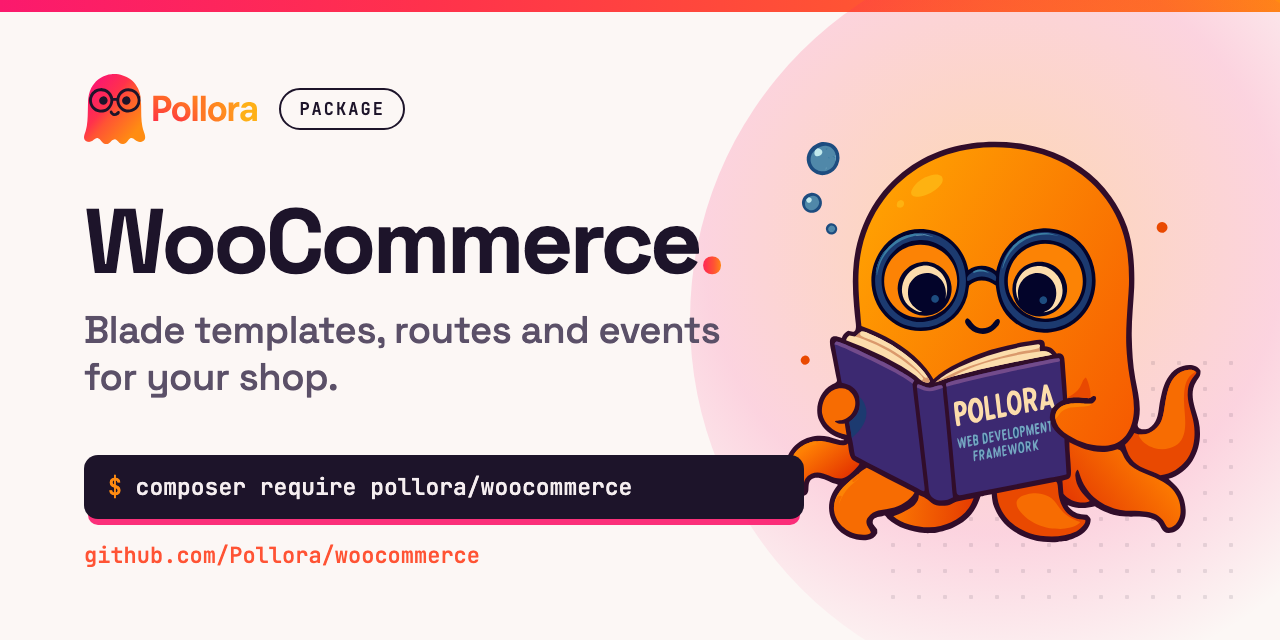 Pollora
PACKAGE
WooCommerce.
Blade templates, routes and events
for your shop.
$ composer require pollora/woocommerce
github.com/Pollora/woocommerce
POLLORA
WEB DEVELOPMENT
FRAMEWORK